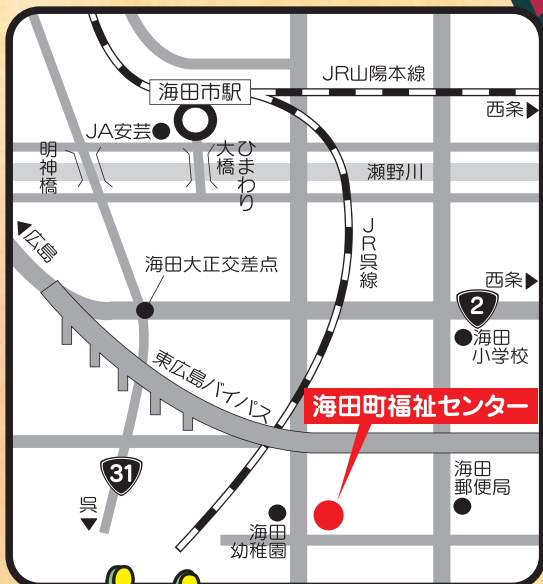 JR山陽本線
海田市駅
西条
JA安芸
明神橋
ひまわり
大橋
瀬野川
JR呉線
広島
海田大正交差点
西条
2
海田
小学校
東広島バイパス
海田町福祉センター
31
呉
海田
郵便局
海田
幼稚園